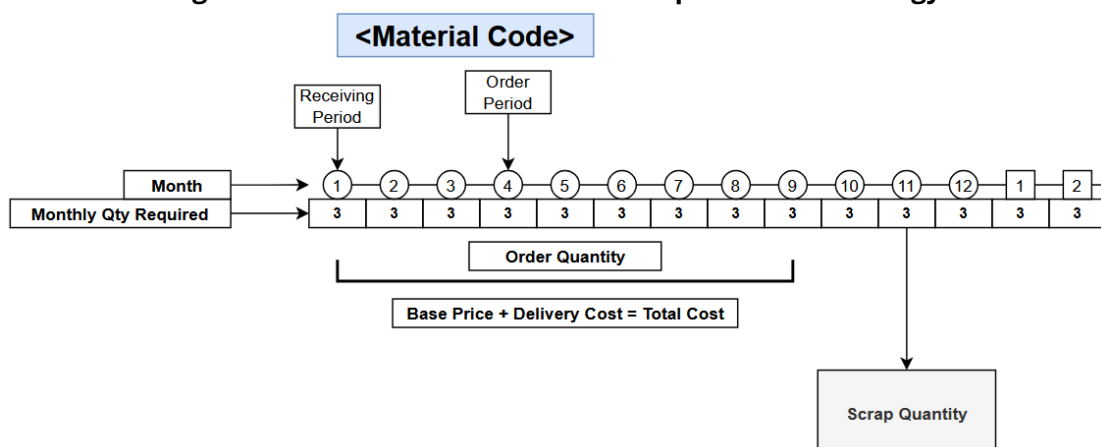 <Material Code>
Receiving
Period
Order
Period
Month
1 2 3 4 5 6 7 8 9 10 11 12 1 2
Monthly Qty Required
3 3 3 3 3 3 3 3 3 3 3 3 3 3
Order Quantity
Base Price + Delivery Cost = Total Cost
Scrap Quantity